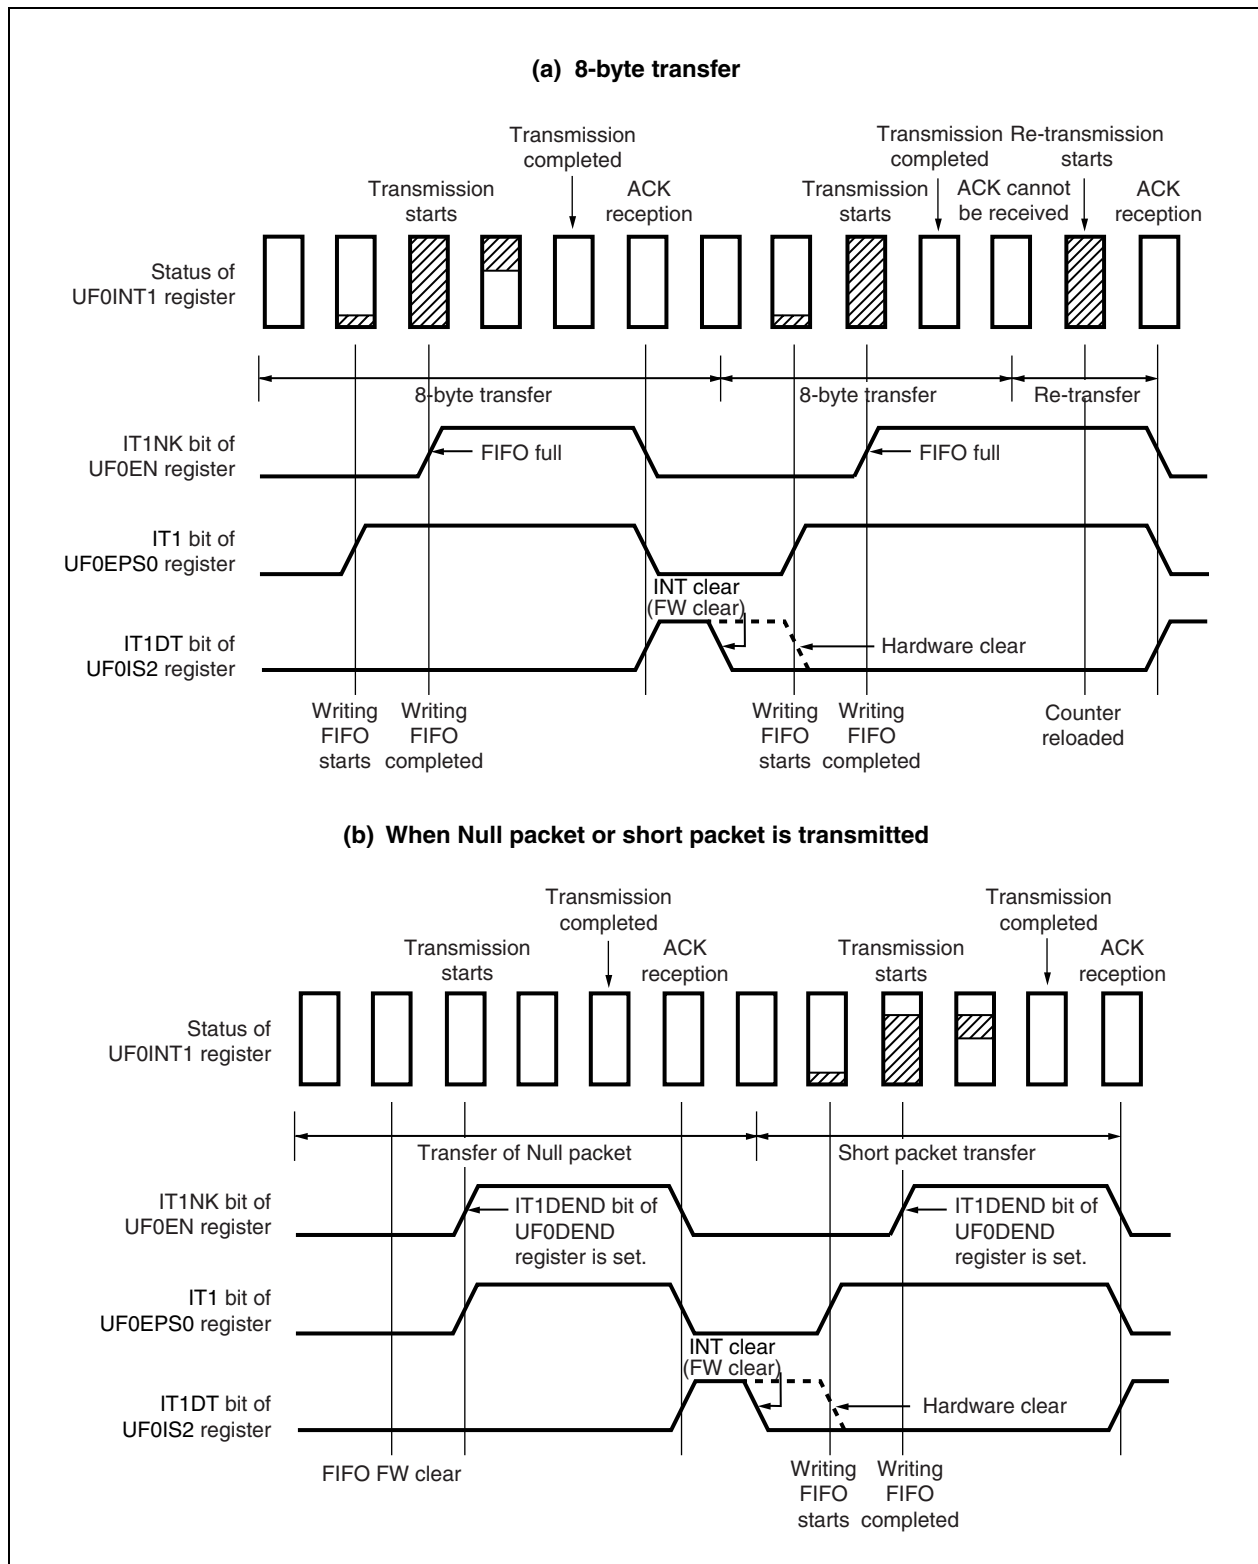 (a) 8-byte transfer
Transmission
completed
Transmission
completed
Re-transmission
starts
Transmission
starts
ACK
reception
Transmission
starts
ACK cannot
be received
ACK
reception
Status of
UF0INT1 register
8-byte transfer
8-byte transfer
Re-transfer
IT1NK bit of
UF0EN register
FIFO full
FIFO full
IT1 bit of
UF0EPS0 register
INT clear
(FW clear)
IT1DT bit of
UF0IS2 register
Hardware clear
Writing
FIFO
starts
Writing
FIFO
completed
Writing
FIFO
starts
Writing
FIFO
completed
Counter
reloaded
(b) When Null packet or short packet is transmitted
Transmission
completed
Transmission
completed
Transmission
starts
ACK
reception
Transmission
starts
ACK
reception
Status of
UF0INT1 register
Transfer of Null packet
Short packet transfer
IT1NK bit of
UF0EN register
IT1DEND bit of
UF0DEND
register is set.
IT1DEND bit of
UF0DEND
register is set.
IT1 bit of
UF0EPS0 register
INT clear
(FW clear)
IT1DT bit of
UF0IS2 register
Hardware clear
FIFO FW clear
Writing
FIFO
starts
Writing
FIFO
completed